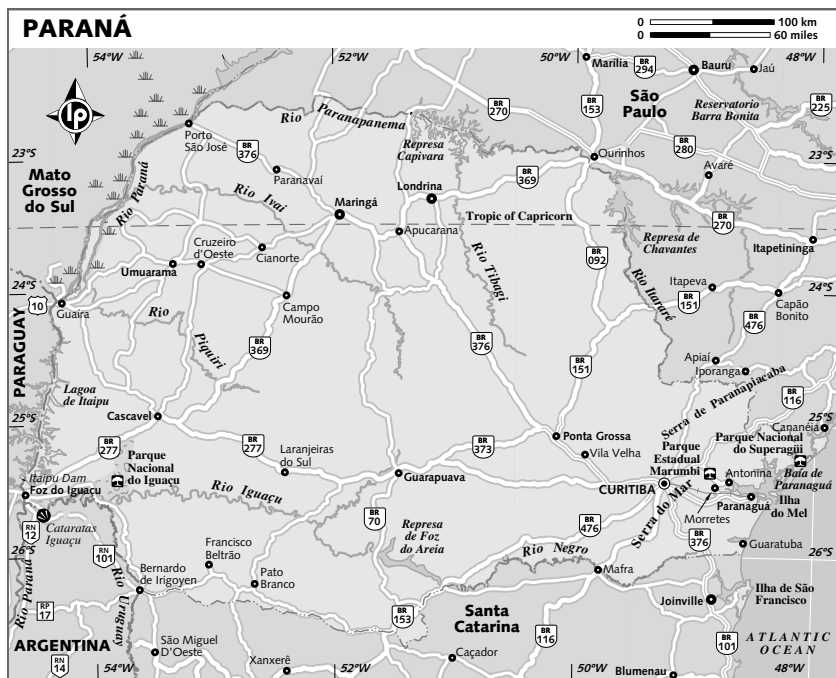 PARANÁ
0 100 km
0 60 miles
54°W
52°W
50°W
48°W
lp
Marília
BR 294
Bauru
Jaú
São
Paulo
Reservatorio
Barra Bonita
BR 225
Rio Paranapanema
BR 270
BR 153
Porto
São José
Represa
Capivara
BR 280
23°S
BR 376
Ourinhos
23°S
Mato
Grosso
do Sul
Paranavaí
BR 369
Avaré
Rio Paraná
Rio Ivaí
Londrina
Maringá
Tropic of Capricorn
Apucarana
Represa de
Chavantes
BR 270
Itapetininga
Cruzeiro
d'Oeste
Cianorte
Umuarama
Rio Tibagi
BR 092
Rio Itararé
Itapeva
24°S
10
Guaíra
Campo
Mourão
BR 151
24°S
Capão
Bonito
PARAGUAY
Rio Piquiri
BR 369
BR 376
BR 476
BR 151
Apiaí
Iporanga
Lagoa
de Itaipu
Serra de Paranapiacaba
BR 116
25°S
Cascavel
25°S
Cananéia
BR 277
BR 277
Laranjeiras
do Sul
BR 373
Ponta Grossa
Vila Velha
Parque
Estadual
Marumbi
Parque Nacional
do Superagüi
Parque
Nacional
do Iguaçu
Itaipu Dam
Foz do Iguaçu
Guarapuava
CURITIBA
Antonina
Baía de
Paranaguá
Rio Iguaçu
Paranaguá
Ilha
do Mel
Morretes
RN 12
Cataratas
Iguaçu
BR 70
Represa
de Foz
do Areia
BR 476
Serra do Mar
BR 376
Guaratuba
26°S
RN 101
Francisco
Beltrão
Rio Negro
26°S
Rio Paraná
Rio Uruguay
Bernardo
de Irigoyen
Pato
Branco
Mafra
Ilha de São
Francisco
RP 17
BR 153
Santa
Catarina
Joinville
ARGENTINA
São Miguel
D'Oeste
BR 116
BR 101
ATLANTIC
OCEAN
RN 14
54°W
Xanxerê
52°W
Caçador
50°W
Blumenau
48°W